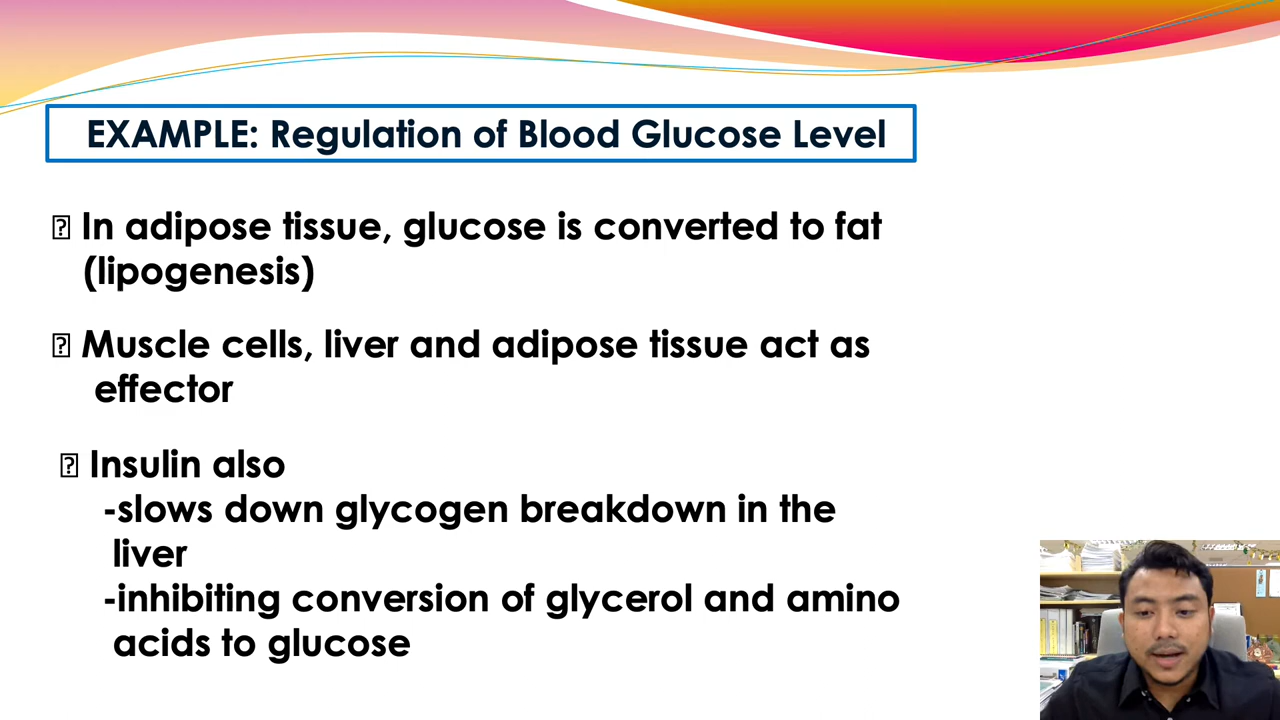 EXAMPLE: Regulation of Blood Glucose Level
In adipose tissue, glucose is converted to fat
(lipogenesis)
Muscle cells, liver and adipose tissue act as
effector
Insulin also
-slows down glycogen breakdown in the
liver
-inhibiting conversion of glycerol and amino
acids to glucose